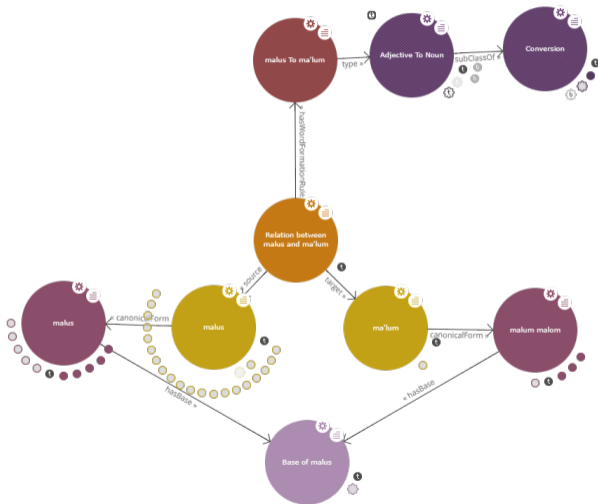 malus To ma'lum
type »
Adjective To Noun
subClassOf »
Conversion
« hasWordFormationRule
Relation between
malus and ma'lum
« source
target »
malus
« canonicalForm
malus
ma'lum
canonicalForm »
malum malom
hasBase »
« hasBase
Base of malus